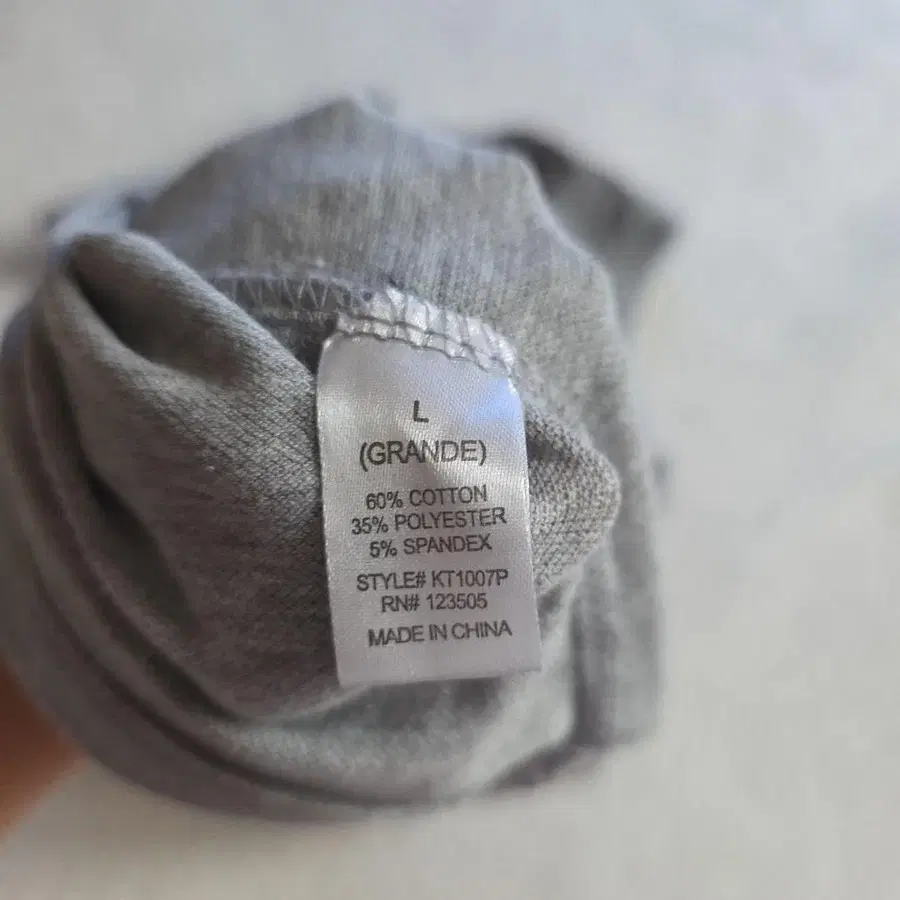 L
(GRANDE)
60% COTTON
35% POLYESTER
5% SPANDEX
STYLE# KT1007P
RN# 123505
MADE IN CHINA